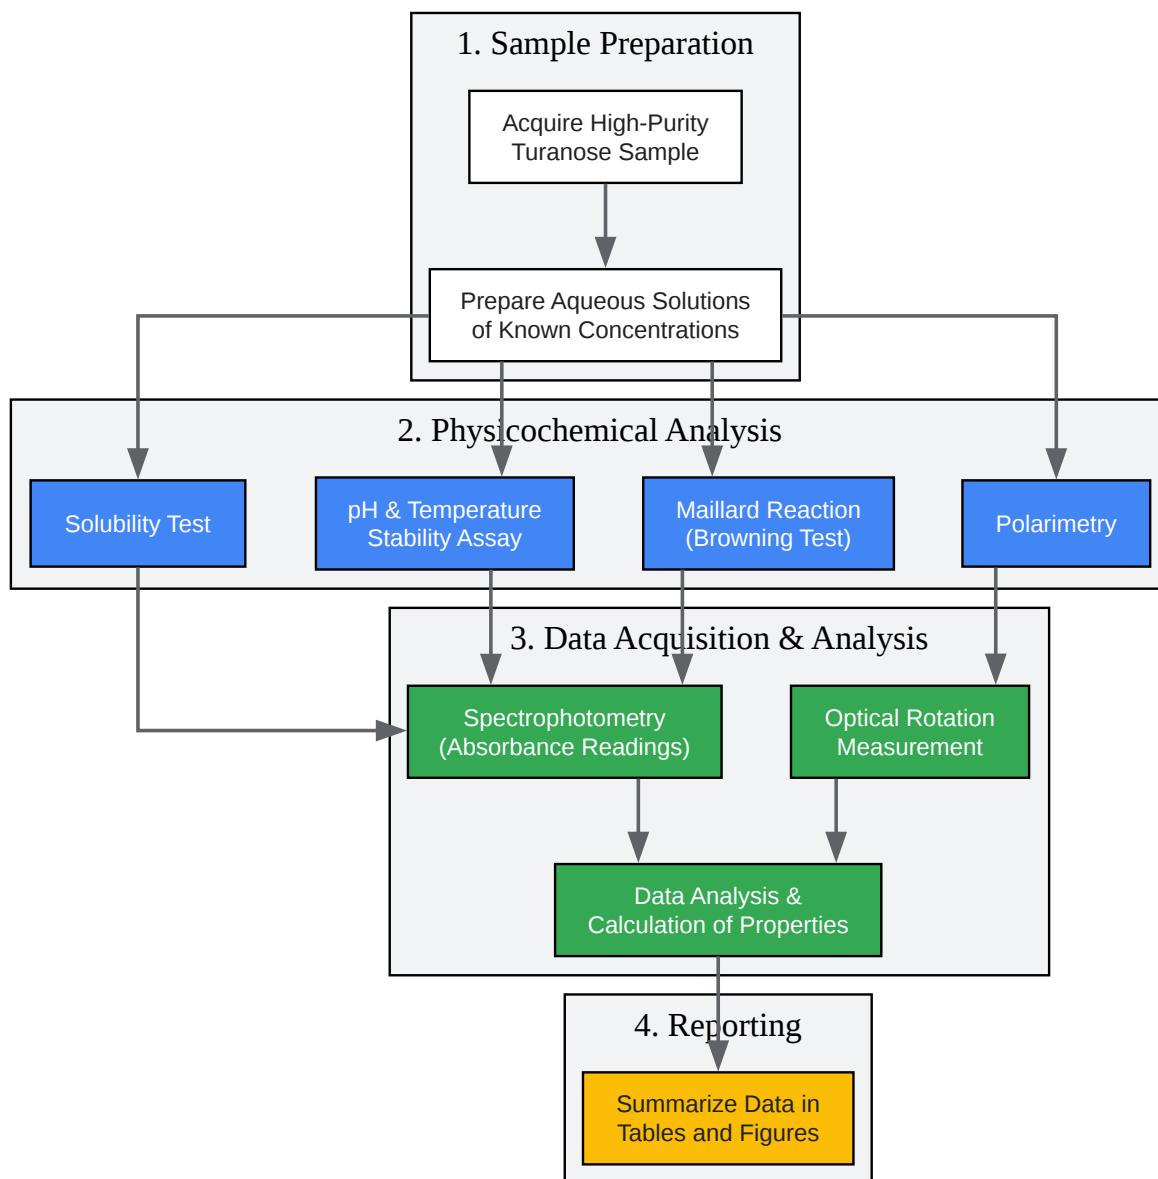 1. Sample Preparation
Acquire High-Purity
Turanose Sample
Prepare Aqueous Solutions
of Known Concentrations
2. Physicochemical Analysis
Solubility Test
pH & Temperature
Stability Assay
Maillard Reaction
(Browning Test)
Polarimetry
3. Data Acquisition & Analysis
Spectrophotometry
(Absorbance Readings)
Optical Rotation
Measurement
Data Analysis &
Calculation of Properties
4. Reporting
Summarize Data in
Tables and Figures